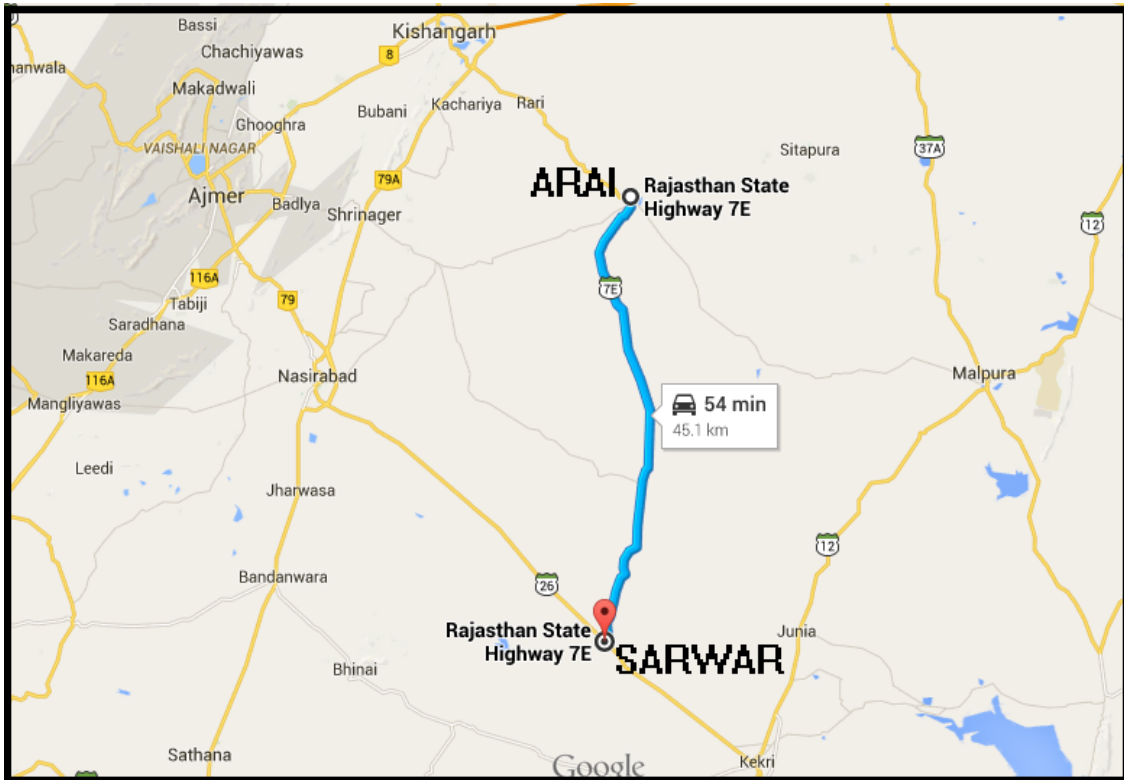 Bassi
Kishangarh
Chachiyawas
8
Makadwali
Kachariya
Rari
Bubani
Ghooghra
VAISHALI NAGAR
Sitapura
37A
79A
ARAI
Rajasthan State
Highway 7E
Ajmer
Badlya
Shrinager
12
116A
7E
79
Tabiji
Saradhana
Makareda
116A
Nasirabad
Malpura
Mangliyawas
54 min
45.1 km
Leedi
Jharwasa
12
Bandanwara
26
Rajasthan State
Highway 7E
SARWAR
Junia
Bhinai
Sathana
Google
Kekri